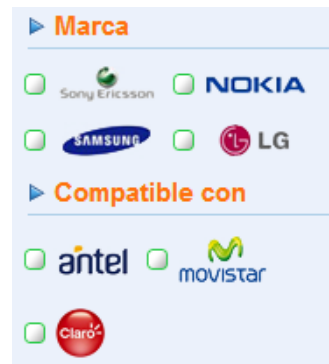 Marca
Sony Ericsson NOKIA
SAMSUNG LG
Compatible con
antel movistar
Claro